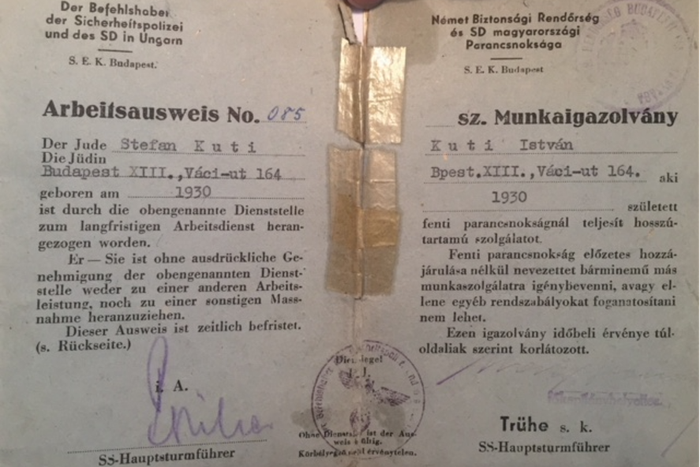 Der Befehlshaber
der Sicherheitspolizei
und des SD in Ungarn
S. E. K. Budapest.
Arbeitsausweis No. 085
Der Jude Stefan Kuti
Die Jüdin
Budapest XIII.,Váci-ut 164
geboren am 1930
ist durch die obengenannte Dienststelle
zum langfristigen Arbeitsdienst heran-
gezogen worden.
Er — Sie ist ohne ausdrückliche Ge-
nehmigung der obengenannten Dienst-
stelle weder zu einer anderen Arbeits-
leistung, noch zu einer sonstigen Mass-
nahme heranzuziehen.
Dieser Ausweis ist zeitlich befristet.
(s. Rückseite.)
i. A.
SS-Hauptsturmführer
Német Biztonsági Rendőrség
és SD magyarországi
Parancsnoksága
S. E. K. Budapest
sz. Munkaigazolvány
Kuti István
Bpest.XIII.,Váci-ut 164. aki
1930
született
fenti parancsnokságnál teljesít hosszú-
tartamú szolgálatot.
Fenti parancsnokság előzetes hozzá-
járulása nélkül nevezettet bárminemű más
munkaszolgálatra igénybevenni, avagy el-
lene egyéb rendszabályokat foganatosítani
nem lehet.
Ezen igazolvány időbeli érvénye túl-
oldaliak szerint korlátozott.
Trühe s. k.
SS-Hauptsturmführer
Ohne ist der Aus-
weis